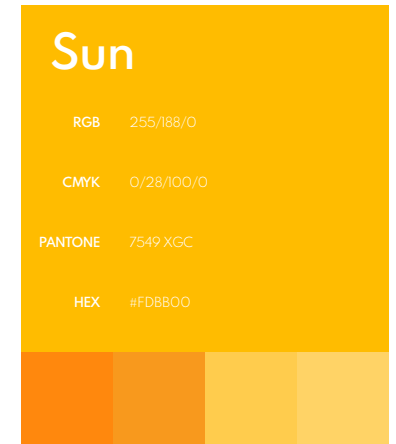 Sun
RGB 255/188/0
CMYK 0/28/100/0
PANTONE 7549 XGC
HEX #FDBB00